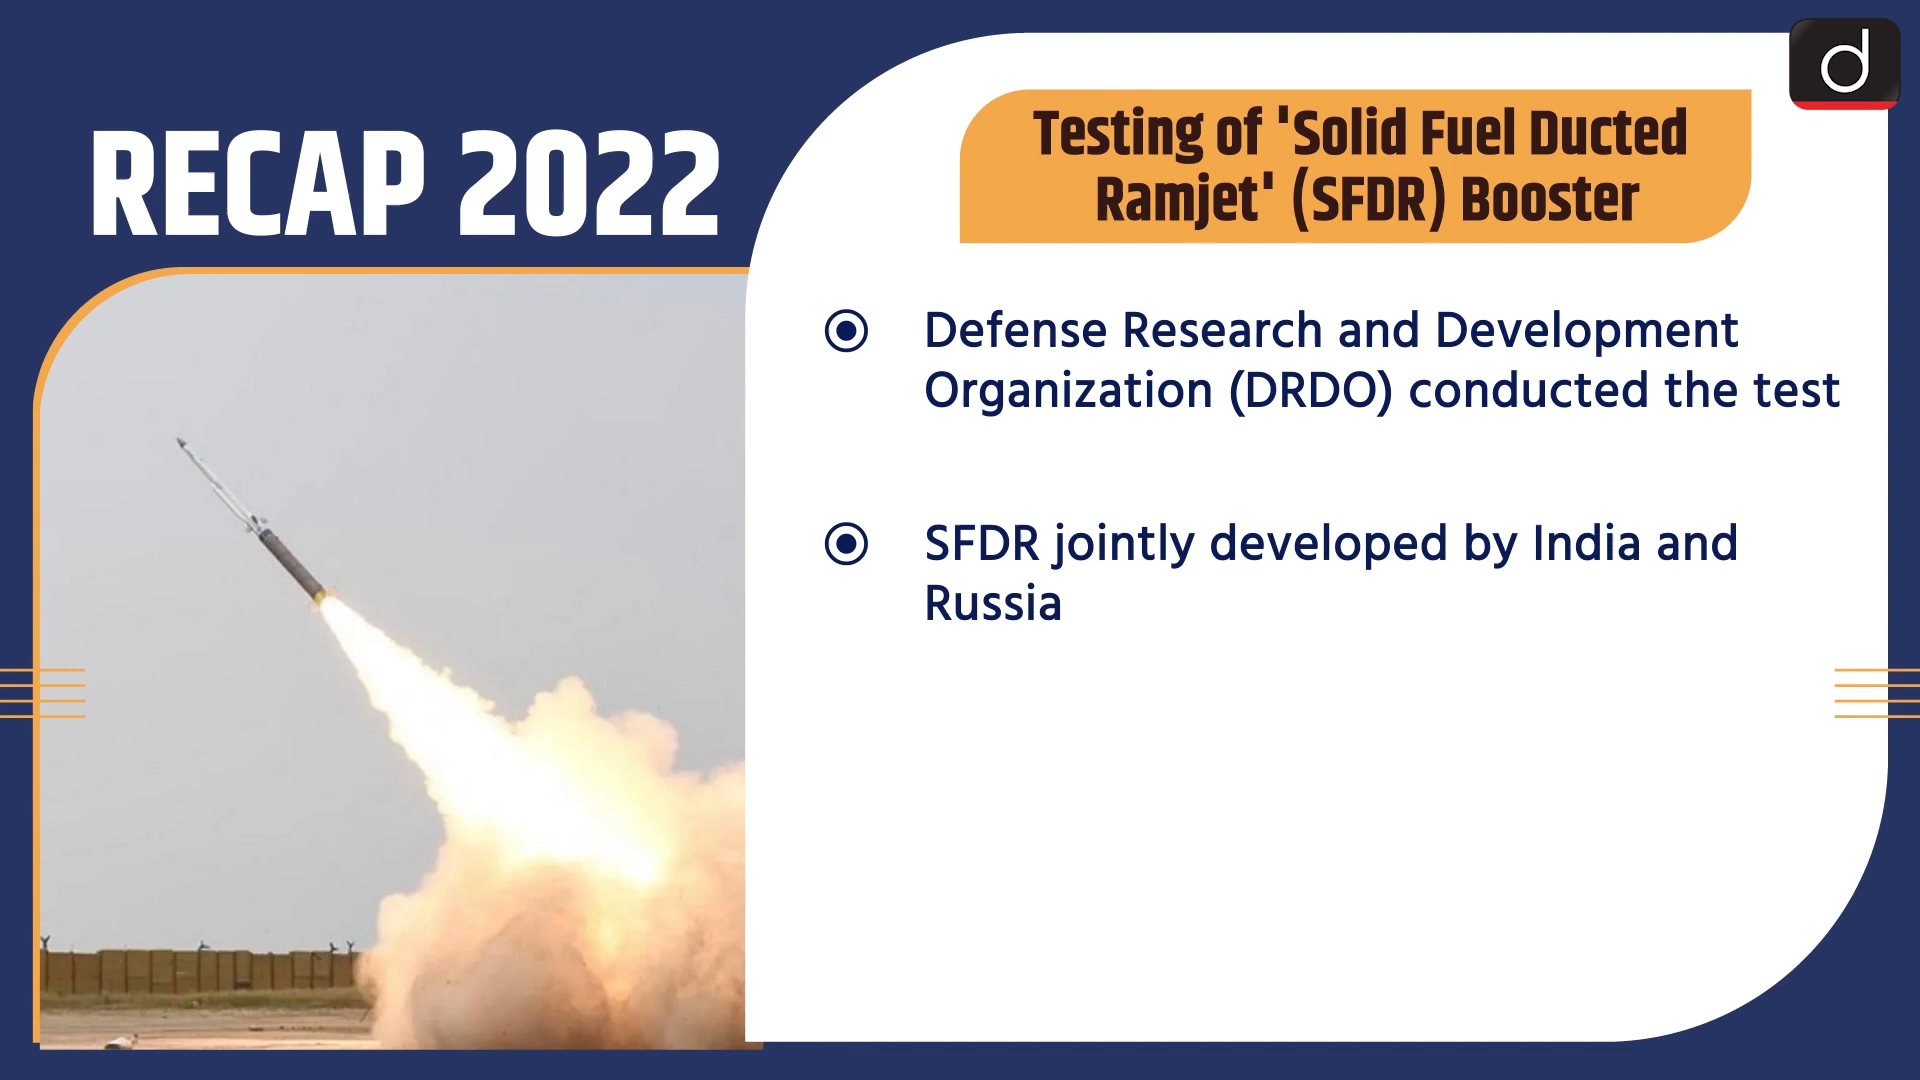 RECAP 2022
d
Testing of 'Solid Fuel Ducted
Ramjet' (SFDR) Booster
Defense Research and Development
Organization (DRDO) conducted the test
SFDR jointly developed by India and
Russia